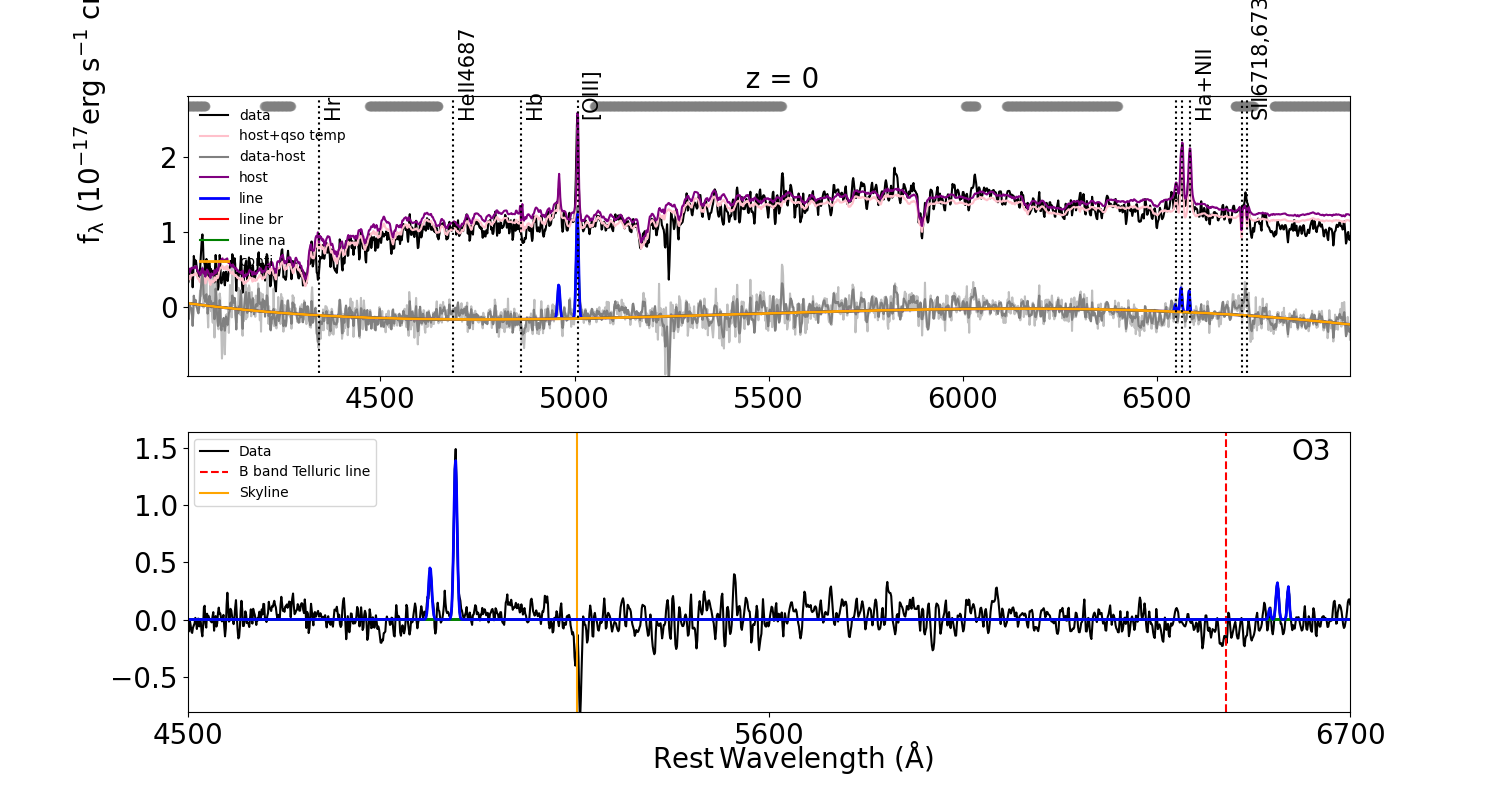 z = 0
f_λ (10^−17 erg s^−1 c
Hr
HeII4687
Hb
[OIII]
Ha+NII
SII6718,673
data
host+qso temp
data-host
host
line
line br
line na
2
1
0
4500 5000 5500 6000 6500
O3
Data
B band Telluric line
Skyline
1.5
1.0
0.5
0.0
−0.5
4500 5600 6700
Rest Wavelength (Å)